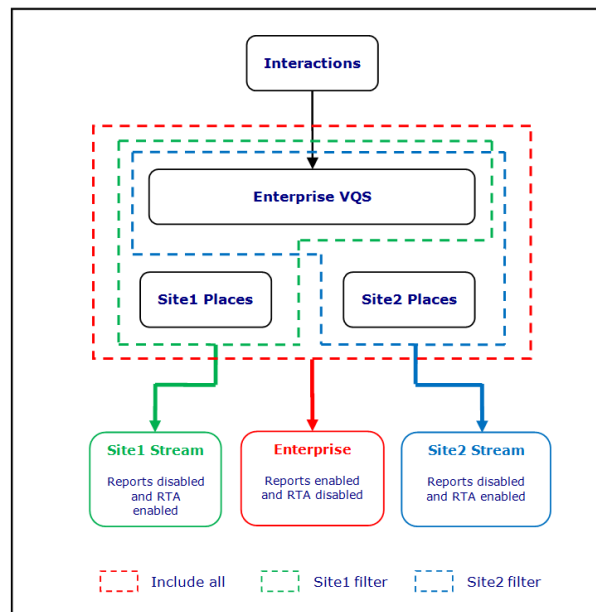 Interactions
Enterprise VQS
Site1 Places
Site2 Places
Site1 Stream
Reports disabled
and RTA
enabled
Enterprise
Reports enabled
and RTA disabled
Site2 Stream
Reports disabled
and RTA enabled
Include all
Site1 filter
Site2 filter